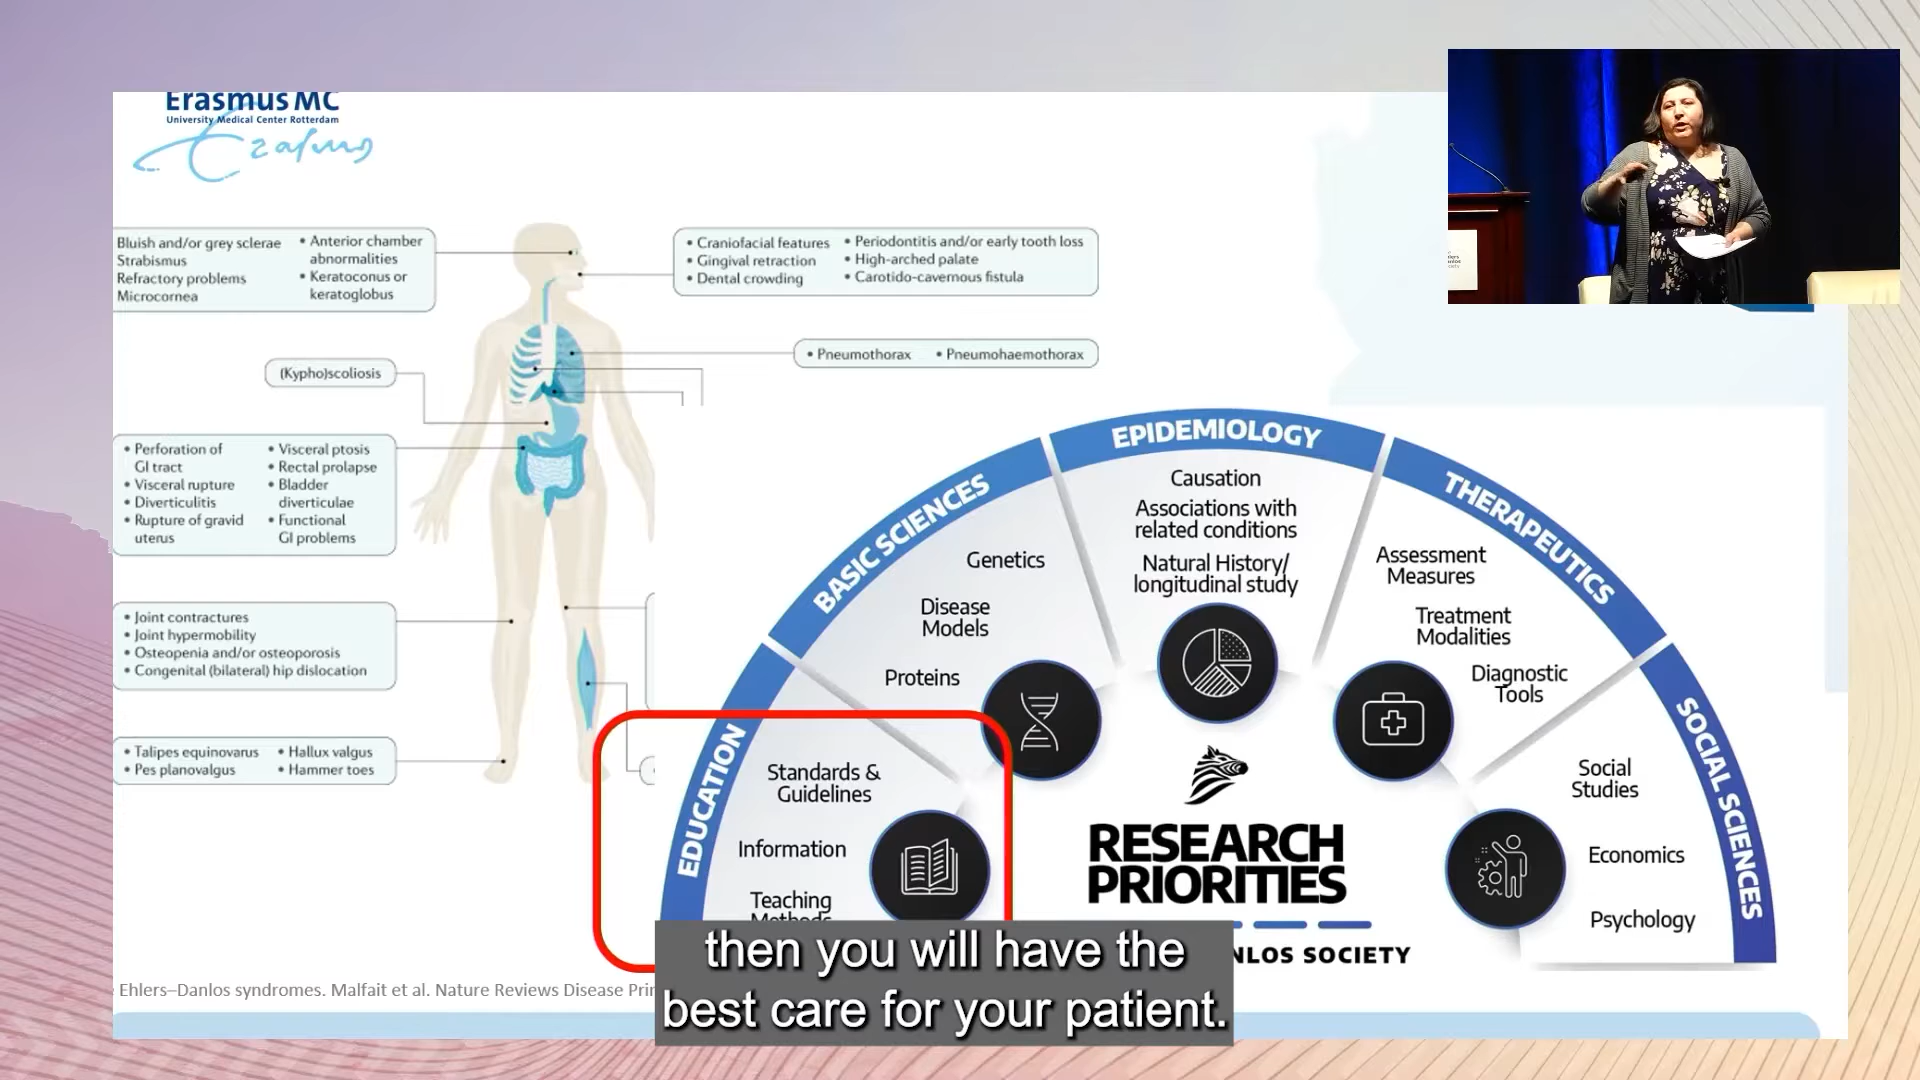 Erasmus MC
University Medical Center Rotterdam
Erasmus
Bluish and/or grey sclerae
Strabismus
Refractory problems
Microcornea
• Anterior chamber
abnormalities
• Keratoconus or
keratoglobus
• Craniofacial features
• Gingival retraction
• Dental crowding
• Periodontitis and/or early tooth loss
• High-arched palate
• Carotido-cavernous fistula
• Pneumothorax • Pneumohaemothorax
(Kypho)scoliosis
• Perforation of
GI tract
• Visceral rupture
• Diverticulitis
• Rupture of gravid
uterus
• Visceral ptosis
• Rectal prolapse
• Bladder
diverticulae
• Functional
GI problems
• Joint contractures
• Joint hypermobility
• Osteopenia and/or osteoporosis
• Congenital (bilateral) hip dislocation
• Talipes equinovarus
• Pes planovalgus
• Hallux valgus
• Hammer toes
EDUCATION
Standards &
Guidelines
Information
Teaching
Methods
BASIC SCIENCES
Genetics
Disease
Models
Proteins
EPIDEMIOLOGY
Causation
Associations with
related conditions
Natural History/
longitudinal study
THERAPEUTICS
Assessment
Measures
Treatment
Modalities
Diagnostic
Tools
SOCIAL SCIENCES
Social
Studies
Economics
Psychology
RESEARCH
PRIORITIES
NLOS SOCIETY
Ehlers–Danlos syndromes. Malfait et al. Nature Reviews Disease Pri
then you will have the
best care for your patient.